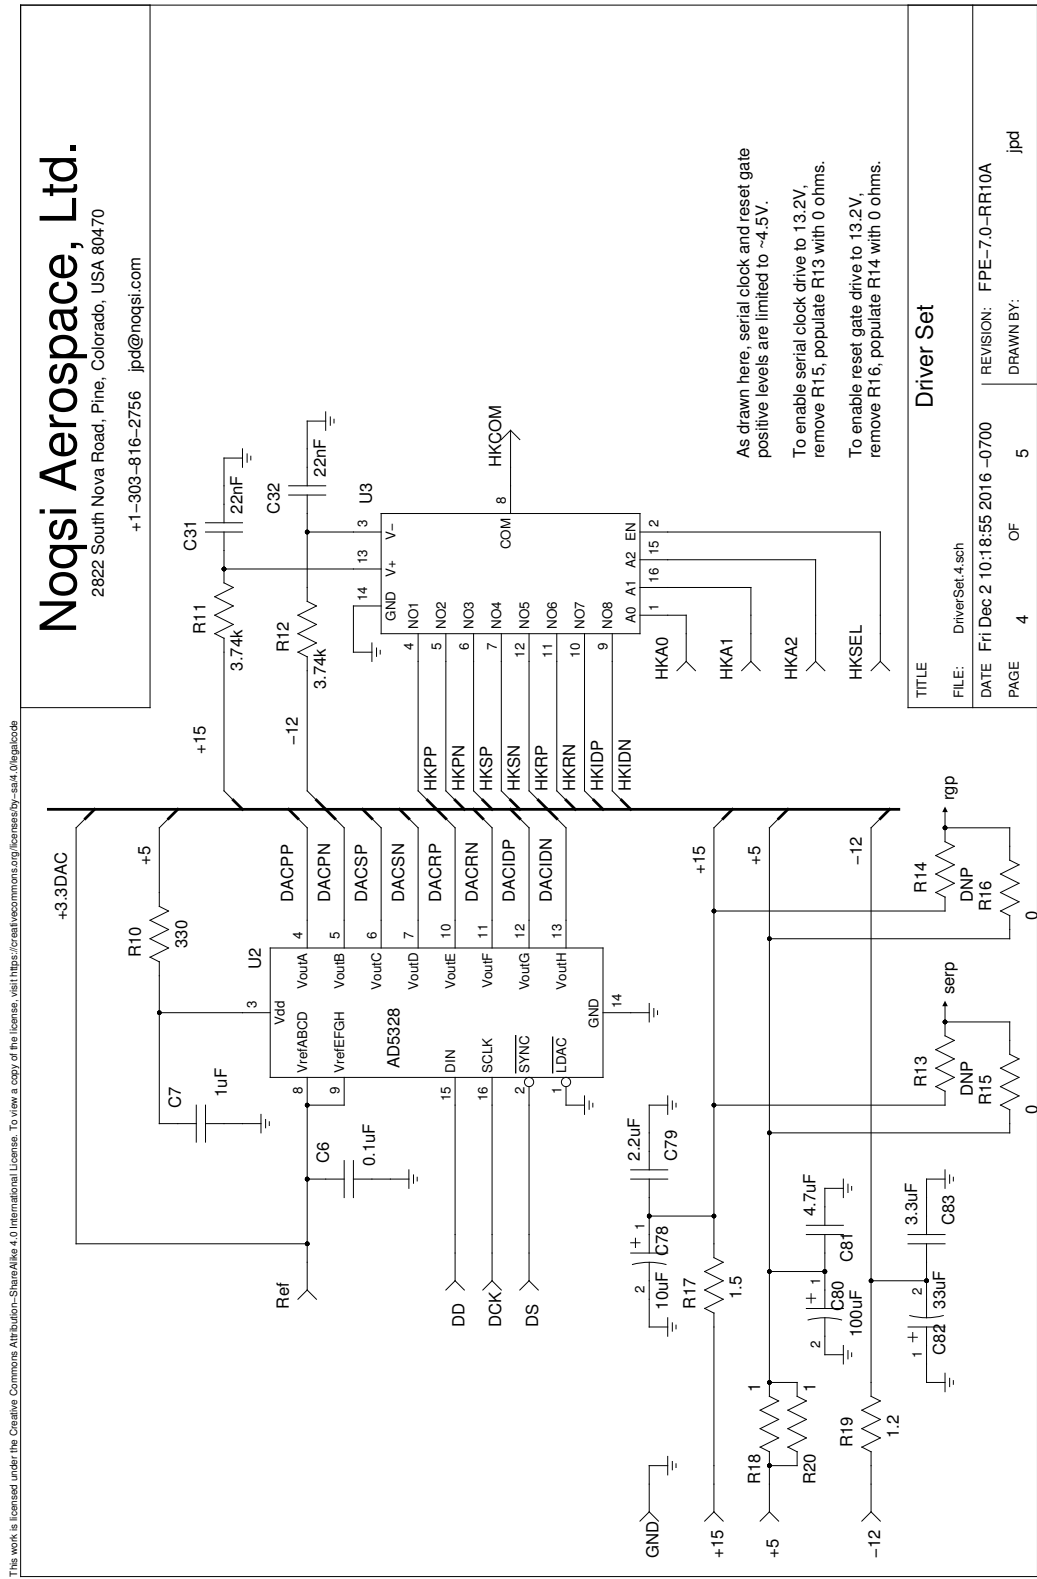 This work is licensed under the Creative Commons Attribution−ShareAlike 4.0 International License. To view a copy of the license, visit https://creativecommons.org/licenses/by−sa/4.0/legalcode
Noqsi Aerospace, Ltd.
2822 South Nova Road, Pine, Colorado, USA 80470
+1−303−816−2756 jpd@noqsi.com
+3.3DAC
+5
R10
330
C7
1uF
Ref
C6
0.1uF
U2
AD5328
3
Vdd
8
VrefABCD
9
VrefEFGH
15
DIN
16
SCLK
2
SYNC
1
LDAC
GND
14
VoutA
4
DACPP
VoutB
5
DACPN
VoutC
6
DACSP
VoutD
7
DACSN
VoutE
10
DACRP
VoutF
11
DACRN
VoutG
12
DACIDP
VoutH
13
DACIDN
DD
DCK
DS
+15
R11
3.74k
C31
22nF
−12
R12
3.74k
C32
22nF
U3
14
GND
13
V+
3
V−
HKPP
4
NO1
HKPN
5
NO2
HKSP
6
NO3
HKSN
7
NO4
HKRP
12
NO5
HKRN
11
NO6
HKIDP
10
NO7
HKIDN
9
NO8
COM
8
HKCOM
A0
1
HKA0
A1
16
HKA1
A2
15
HKA2
EN
2
HKSEL
GND
+15
R17
1.5
2
+
1
C78
10uF
2.2uF
C79
+15
+5
R18
1
R20
1
2
+
1
C80
100uF
4.7uF
C81
+5
−12
R19
1.2
1
+
2
C82
33uF
3.3uF
C83
−12
R13
DNP
R15
0
serp
R14
DNP
R16
0
rgp
As drawn here, serial clock and reset gate
positive levels are limited to ~4.5V.
To enable serial clock drive to 13.2V,
remove R15, populate R13 with 0 ohms.
To enable reset gate drive to 13.2V,
remove R16, populate R14 with 0 ohms.
TITLE
Driver Set
FILE: DriverSet.4.sch
REVISION: FPE−7.0−RR10A
DATE Fri Dec 2 10:18:55 2016 −0700
PAGE 4 OF 5
DRAWN BY: jpd